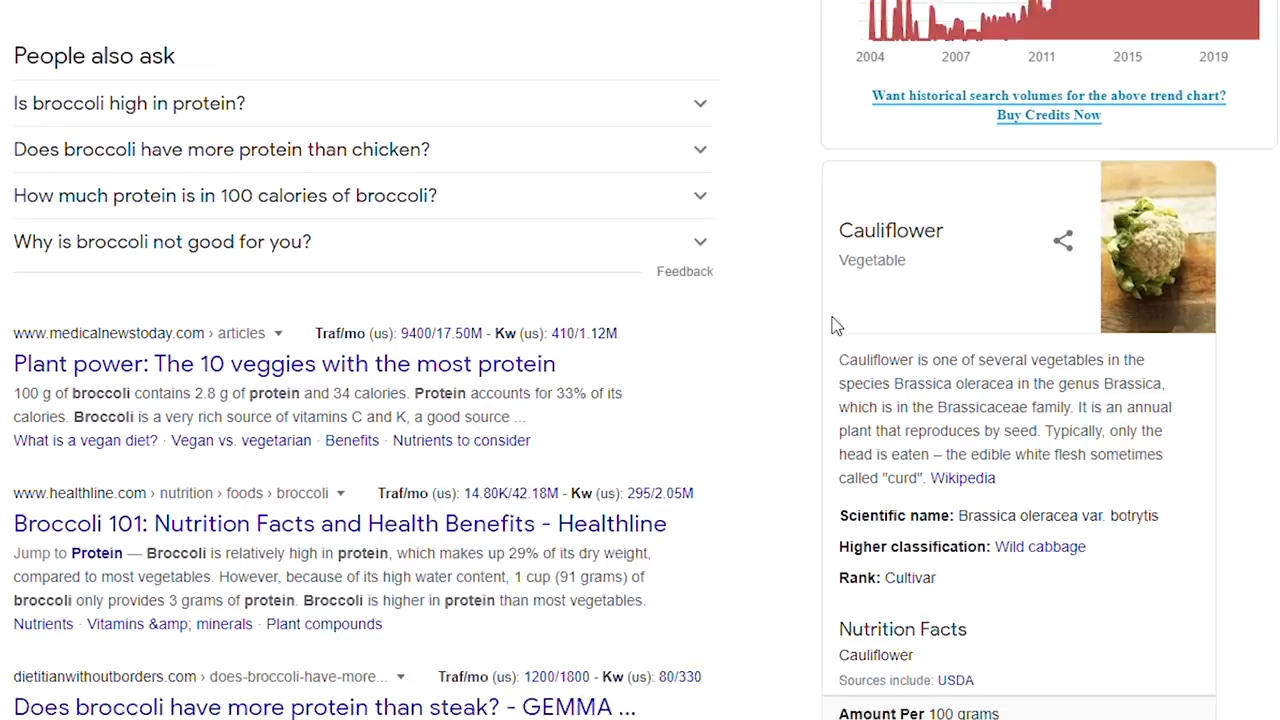 People also ask
Is broccoli high in protein?
Does broccoli have more protein than chicken?
How much protein is in 100 calories of broccoli?
Why is broccoli not good for you?
Feedback
www.medicalnewstoday.com › articles Traf/mo (us): 9400/17.50M - Kw (us): 410/1.12M
Plant power: The 10 veggies with the most protein
100 g of broccoli contains 2.8 g of protein and 34 calories. Protein accounts for 33% of its
calories. Broccoli is a very rich source of vitamins C and K, a good source ...
What is a vegan diet? · Vegan vs. vegetarian · Benefits · Nutrients to consider
www.healthline.com › nutrition › foods › broccoli Traf/mo (us): 14.80K/42.18M - Kw (us): 295/2.05M
Broccoli 101: Nutrition Facts and Health Benefits - Healthline
Jump to Protein — Broccoli is relatively high in protein, which makes up 29% of its dry weight,
compared to most vegetables. However, because of its high water content, 1 cup (91 grams) of
broccoli only provides 3 grams of protein. Broccoli is higher in protein than most vegetables.
Nutrients · Vitamins &amp; minerals · Plant compounds
dietitianwithoutborders.com › does-broccoli-have-more... Traf/mo (us): 1200/1800 - Kw (us): 80/330
Does broccoli have more protein than steak? - GEMMA ...
2004 2007 2011 2015 2019
Want historical search volumes for the above trend chart?
Buy Credits Now
Cauliflower
Vegetable
Cauliflower is one of several vegetables in the
species Brassica oleracea in the genus Brassica,
which is in the Brassicaceae family. It is an annual
plant that reproduces by seed. Typically, only the
head is eaten – the edible white flesh sometimes
called "curd". Wikipedia
Scientific name: Brassica oleracea var. botrytis
Higher classification: Wild cabbage
Rank: Cultivar
Nutrition Facts
Cauliflower
Sources include: USDA
Amount Per 100 grams